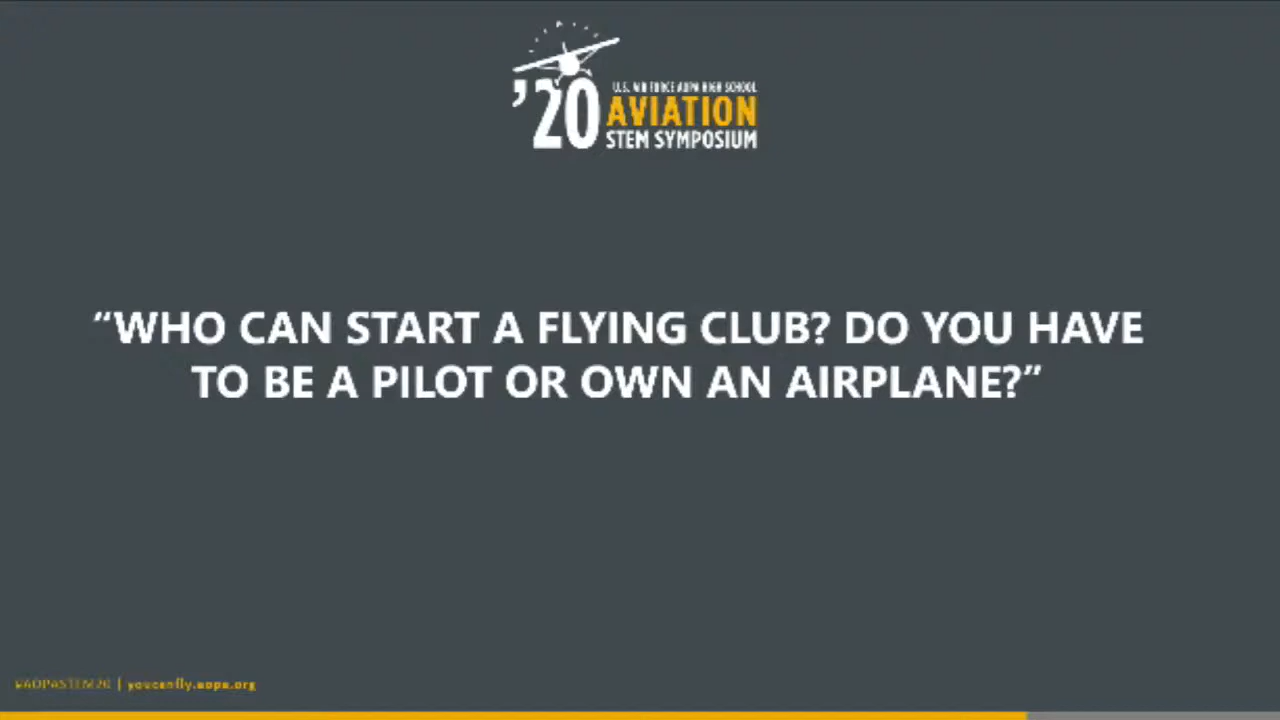 ’20
U.S. AIR FORCE AOPA HIGH SCHOOL
AVIATION
STEM SYMPOSIUM
“WHO CAN START A FLYING CLUB? DO YOU HAVE
TO BE A PILOT OR OWN AN AIRPLANE?”
#AOPASTEM20 | youcanfly.aopa.org